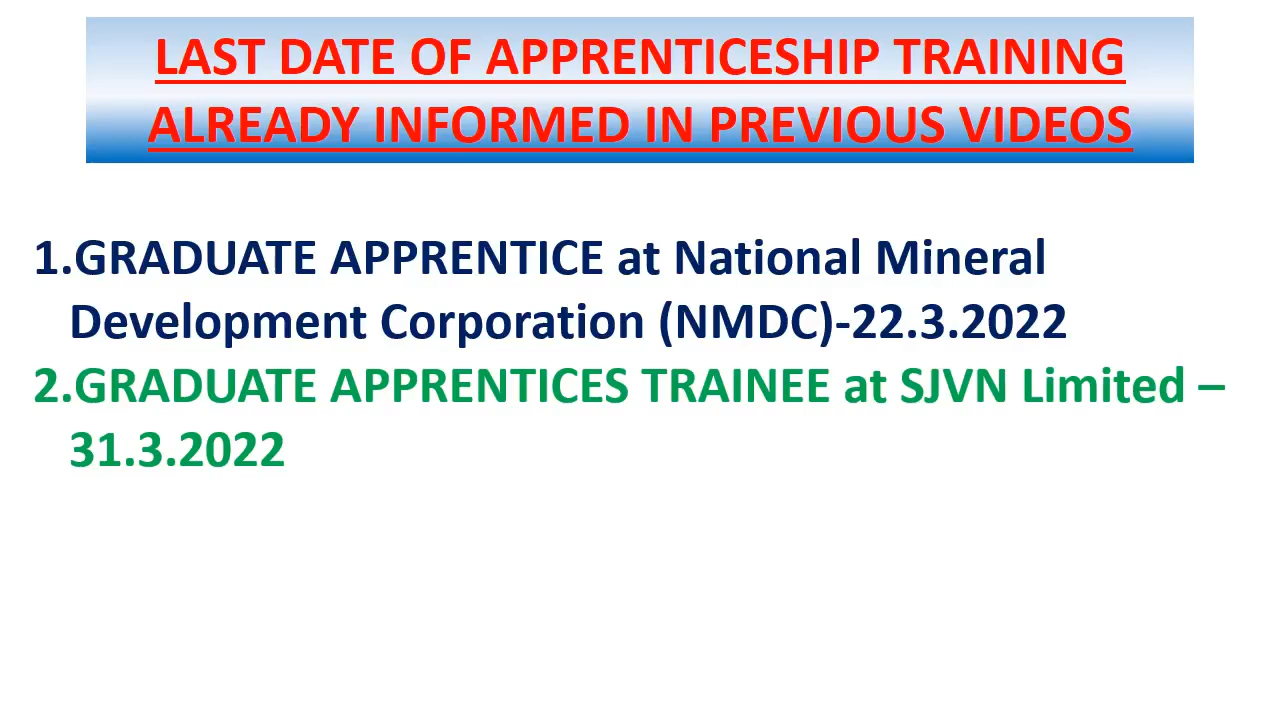 LAST DATE OF APPRENTICESHIP TRAINING
ALREADY INFORMED IN PREVIOUS VIDEOS
1.GRADUATE APPRENTICE at National Mineral
Development Corporation (NMDC)-22.3.2022
2.GRADUATE APPRENTICES TRAINEE at SJVN Limited –
31.3.2022